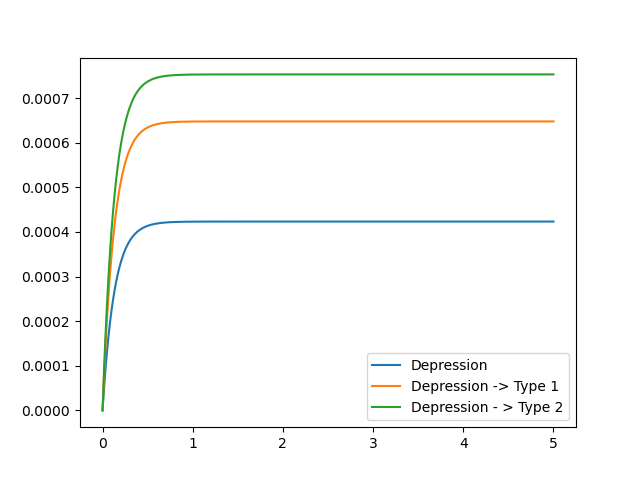 0.0007
0.0006
0.0005
0.0004
0.0003
0.0002
0.0001
0.0000
Depression
Depression -> Type 1
Depression - > Type 2
0 1 2 3 4 5